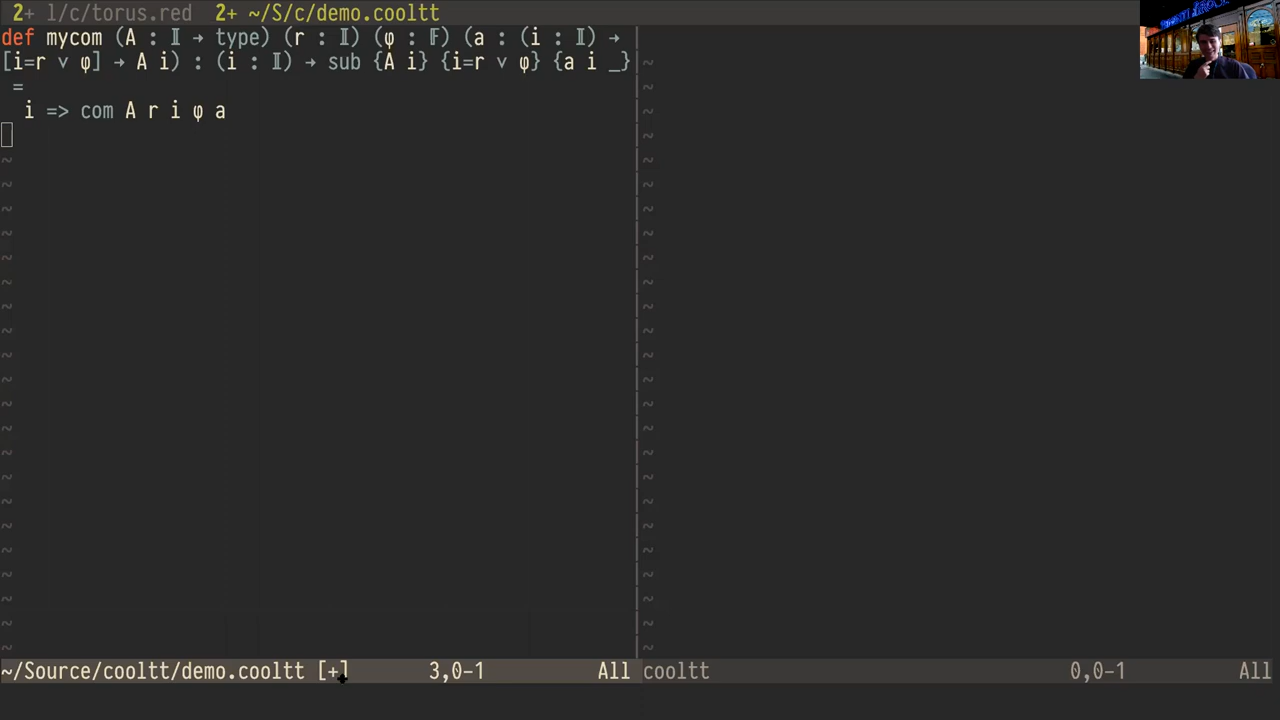 2+ l/c/torus.red 2+ ~/S/c/demo.cooltt
def mycom (A : 𝕀 → type) (r : 𝕀) (φ : 𝔽) (a : (i : 𝕀) →
[i=r ∨ φ] → A i) : (i : 𝕀) → sub {A i} {i=r ∨ φ} {a i _}
=
i => com A r i φ a
~/Source/cooltt/demo.cooltt [+] 3,0-1 All
cooltt 0,0-1 All